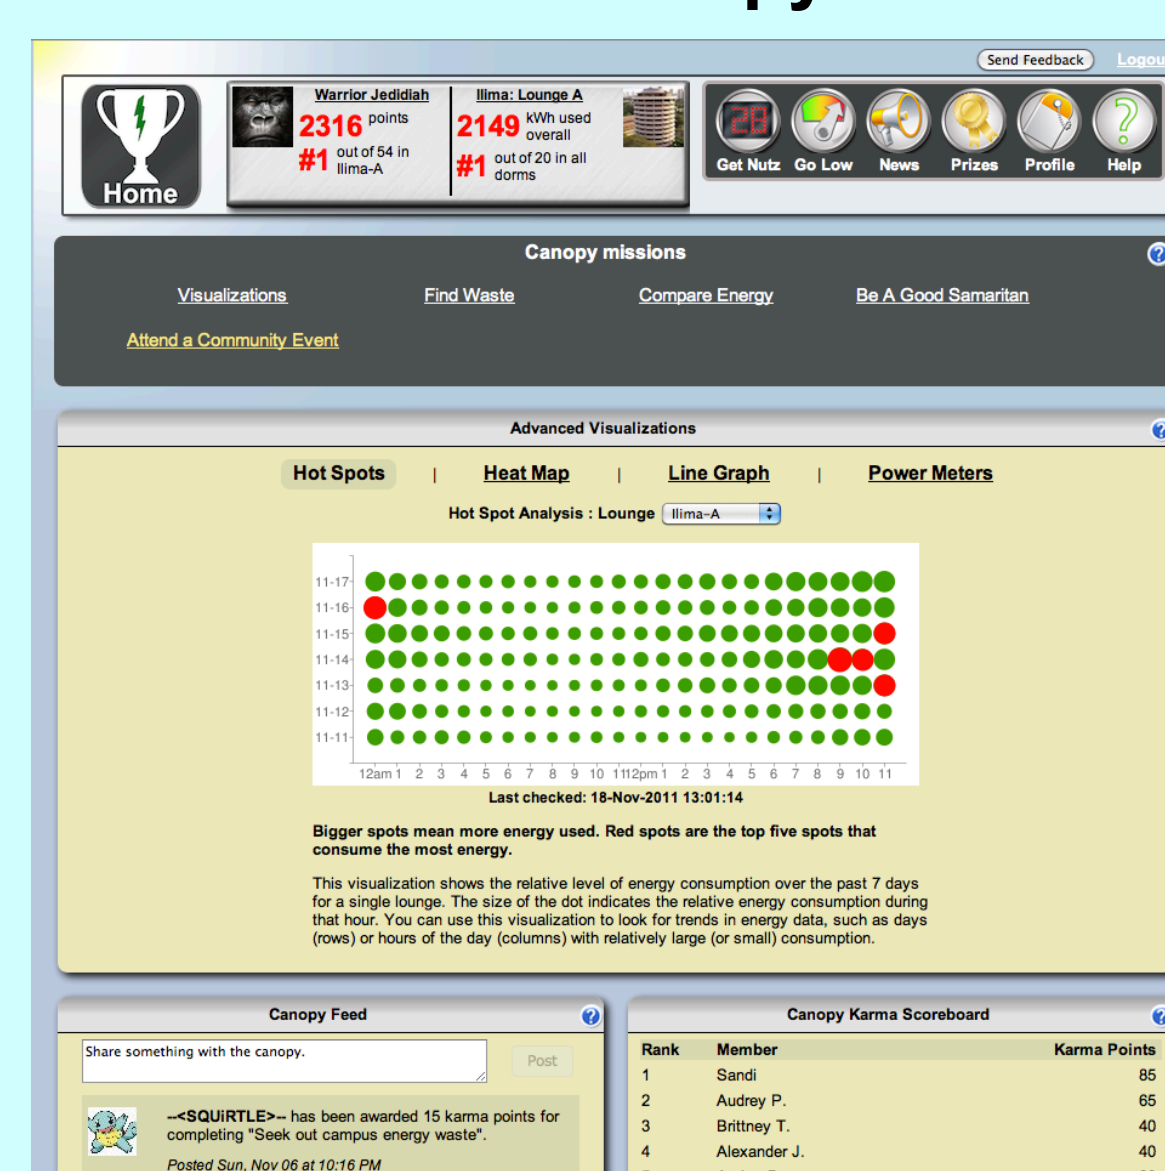 py
Send Feedback
Logou
Home
Warrior Jedidiah
2316 points
#1 out of 54 in
Ilima-A
Ilima: Lounge A
2149 kWh used
overall
#1 out of 20 in all
dorms
28
Get Nutz Go Low News Prizes Profile Help
Canopy missions
Visualizations Find Waste Compare Energy Be A Good Samaritan
Attend a Community Event
Advanced Visualizations
Hot Spots | Heat Map | Line Graph | Power Meters
Hot Spot Analysis : Lounge Ilima-A
11-17
11-16
11-15
11-14
11-13
11-12
11-11
12am 1 2 3 4 5 6 7 8 9 10 11 12pm 1 2 3 4 5 6 7 8 9 10 11
Last checked: 18-Nov-2011 13:01:14
Bigger spots mean more energy used. Red spots are the top five spots that
consume the most energy.
This visualization shows the relative level of energy consumption over the past 7 days
for a single lounge. The size of the dot indicates the relative energy consumption during
that hour. You can use this visualization to look for trends in energy data, such as days
(rows) or hours of the day (columns) with relatively large (or small) consumption.
Canopy Feed
Share something with the canopy.
Post
--<SQUiRTLE>-- has been awarded 15 karma points for
completing "Seek out campus energy waste".
Posted Sun, Nov 06 at 10:16 PM
Canopy Karma Scoreboard
Rank Member Karma Points
1 Sandi 85
2 Audrey P. 65
3 Brittney T. 40
4 Alexander J. 40